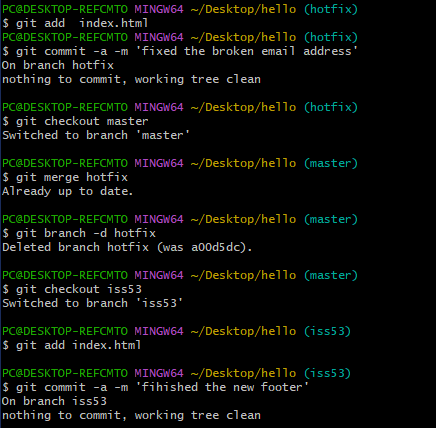 PC@DESKTOP-REFCMTO MINGW64 ~/Desktop/hello (hotfix)
$ git add  index.html
PC@DESKTOP-REFCMTO MINGW64 ~/Desktop/hello (hotfix)
$ git commit -a -m 'fixed the broken email address'
On branch hotfix
nothing to commit, working tree clean
PC@DESKTOP-REFCMTO MINGW64 ~/Desktop/hello (hotfix)
$ git checkout master
Switched to branch 'master'
PC@DESKTOP-REFCMTO MINGW64 ~/Desktop/hello (master)
$ git merge hotfix
Already up to date.
PC@DESKTOP-REFCMTO MINGW64 ~/Desktop/hello (master)
$ git branch -d hotfix
Deleted branch hotfix (was a00d5dc).
PC@DESKTOP-REFCMTO MINGW64 ~/Desktop/hello (master)
$ git checkout iss53
Switched to branch 'iss53'
PC@DESKTOP-REFCMTO MINGW64 ~/Desktop/hello (iss53)
$ git add index.html
PC@DESKTOP-REFCMTO MINGW64 ~/Desktop/hello (iss53)
$ git commit -a -m 'fihished the new footer'
On branch iss53
nothing to commit, working tree clean